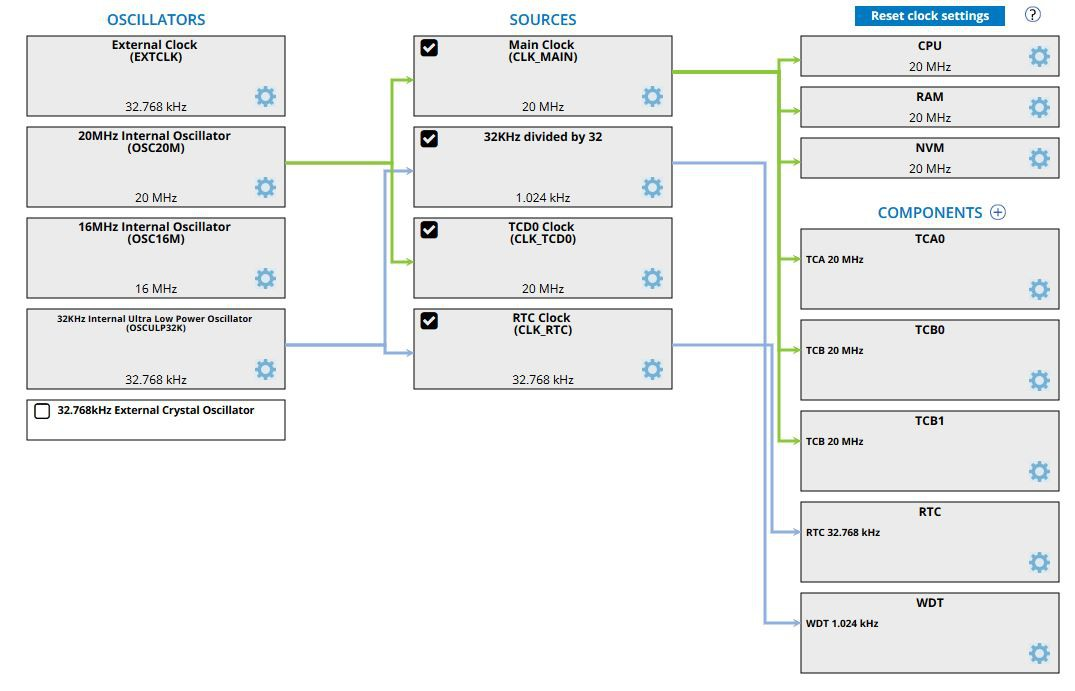 OSCILLATORS
External Clock
(EXTCLK)
32.768 kHz
20MHz Internal Oscillator
(OSC20M)
20 MHz
16MHz Internal Oscillator
(OSC16M)
16 MHz
32KHz Internal Ultra Low Power Oscillator
(OSCULP32K)
32.768 kHz
32.768kHz External Crystal Oscillator
SOURCES
Main Clock
(CLK_MAIN)
20 MHz
32KHz divided by 32
1.024 kHz
TCD0 Clock
(CLK_TCD0)
20 MHz
RTC Clock
(CLK_RTC)
32.768 kHz
Reset clock settings
?
CPU
20 MHz
RAM
20 MHz
NVM
20 MHz
COMPONENTS
TCA0
TCA 20 MHz
TCB0
TCB 20 MHz
TCB1
TCB 20 MHz
RTC
RTC 32.768 kHz
WDT
WDT 1.024 kHz